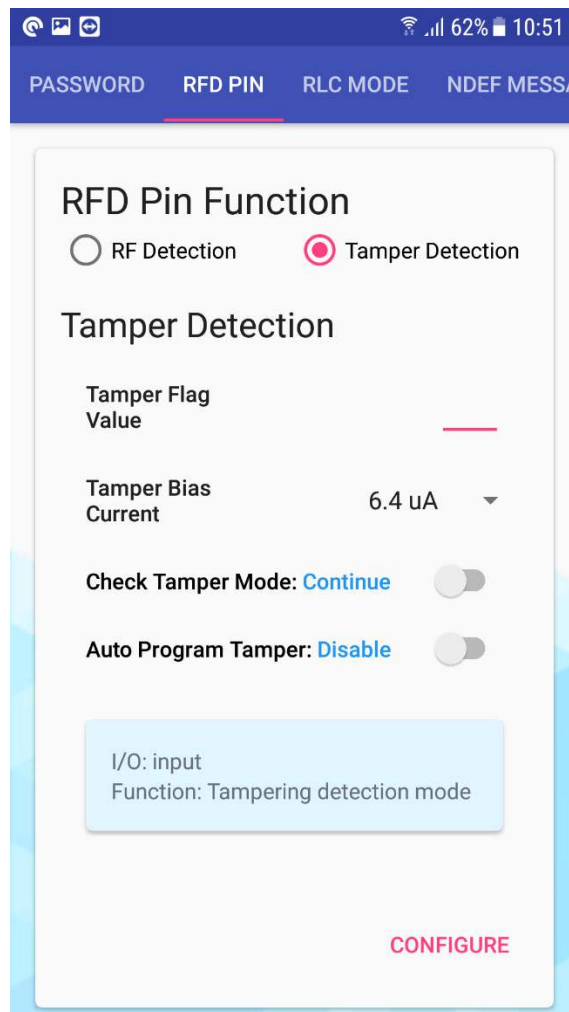 62% 10:51
PASSWORD RFD PIN RLC MODE NDEF MESSA
RFD Pin Function
RF Detection Tamper Detection
Tamper Detection
Tamper Flag
Value
Tamper Bias
Current
6.4 uA
Check Tamper Mode: Continue
Auto Program Tamper: Disable
I/O: input
Function: Tampering detection mode
CONFIGURE